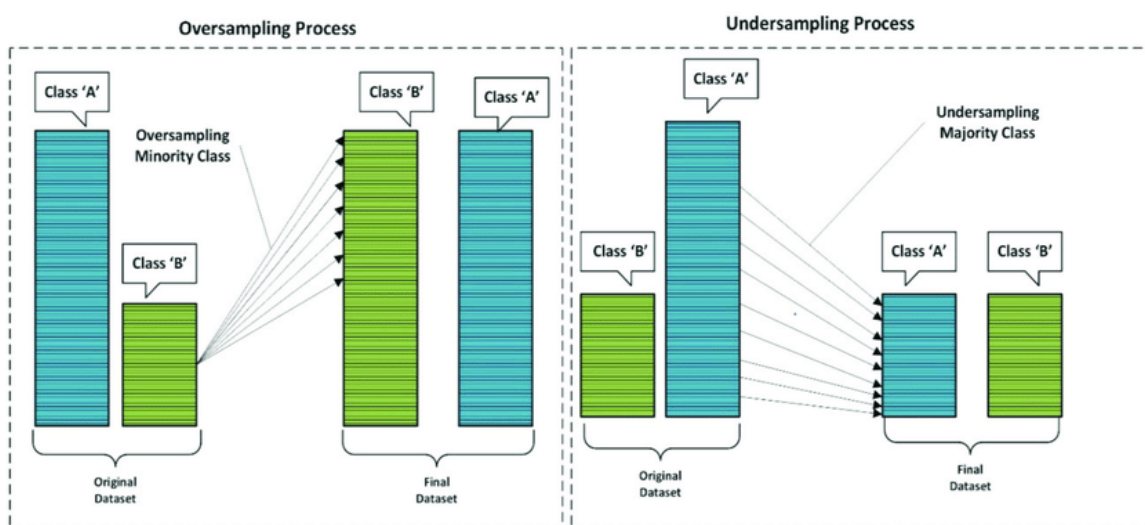 Oversampling Process
Class ‘A’
Oversampling
Minority Class
Class ‘B’
Class ‘B’
Class ‘A’
Original
Dataset
Final
Dataset
Undersampling Process
Class ‘A’
Undersampling
Majority Class
Class ‘B’
Class ‘A’
Class ‘B’
Original
Dataset
Final
Dataset